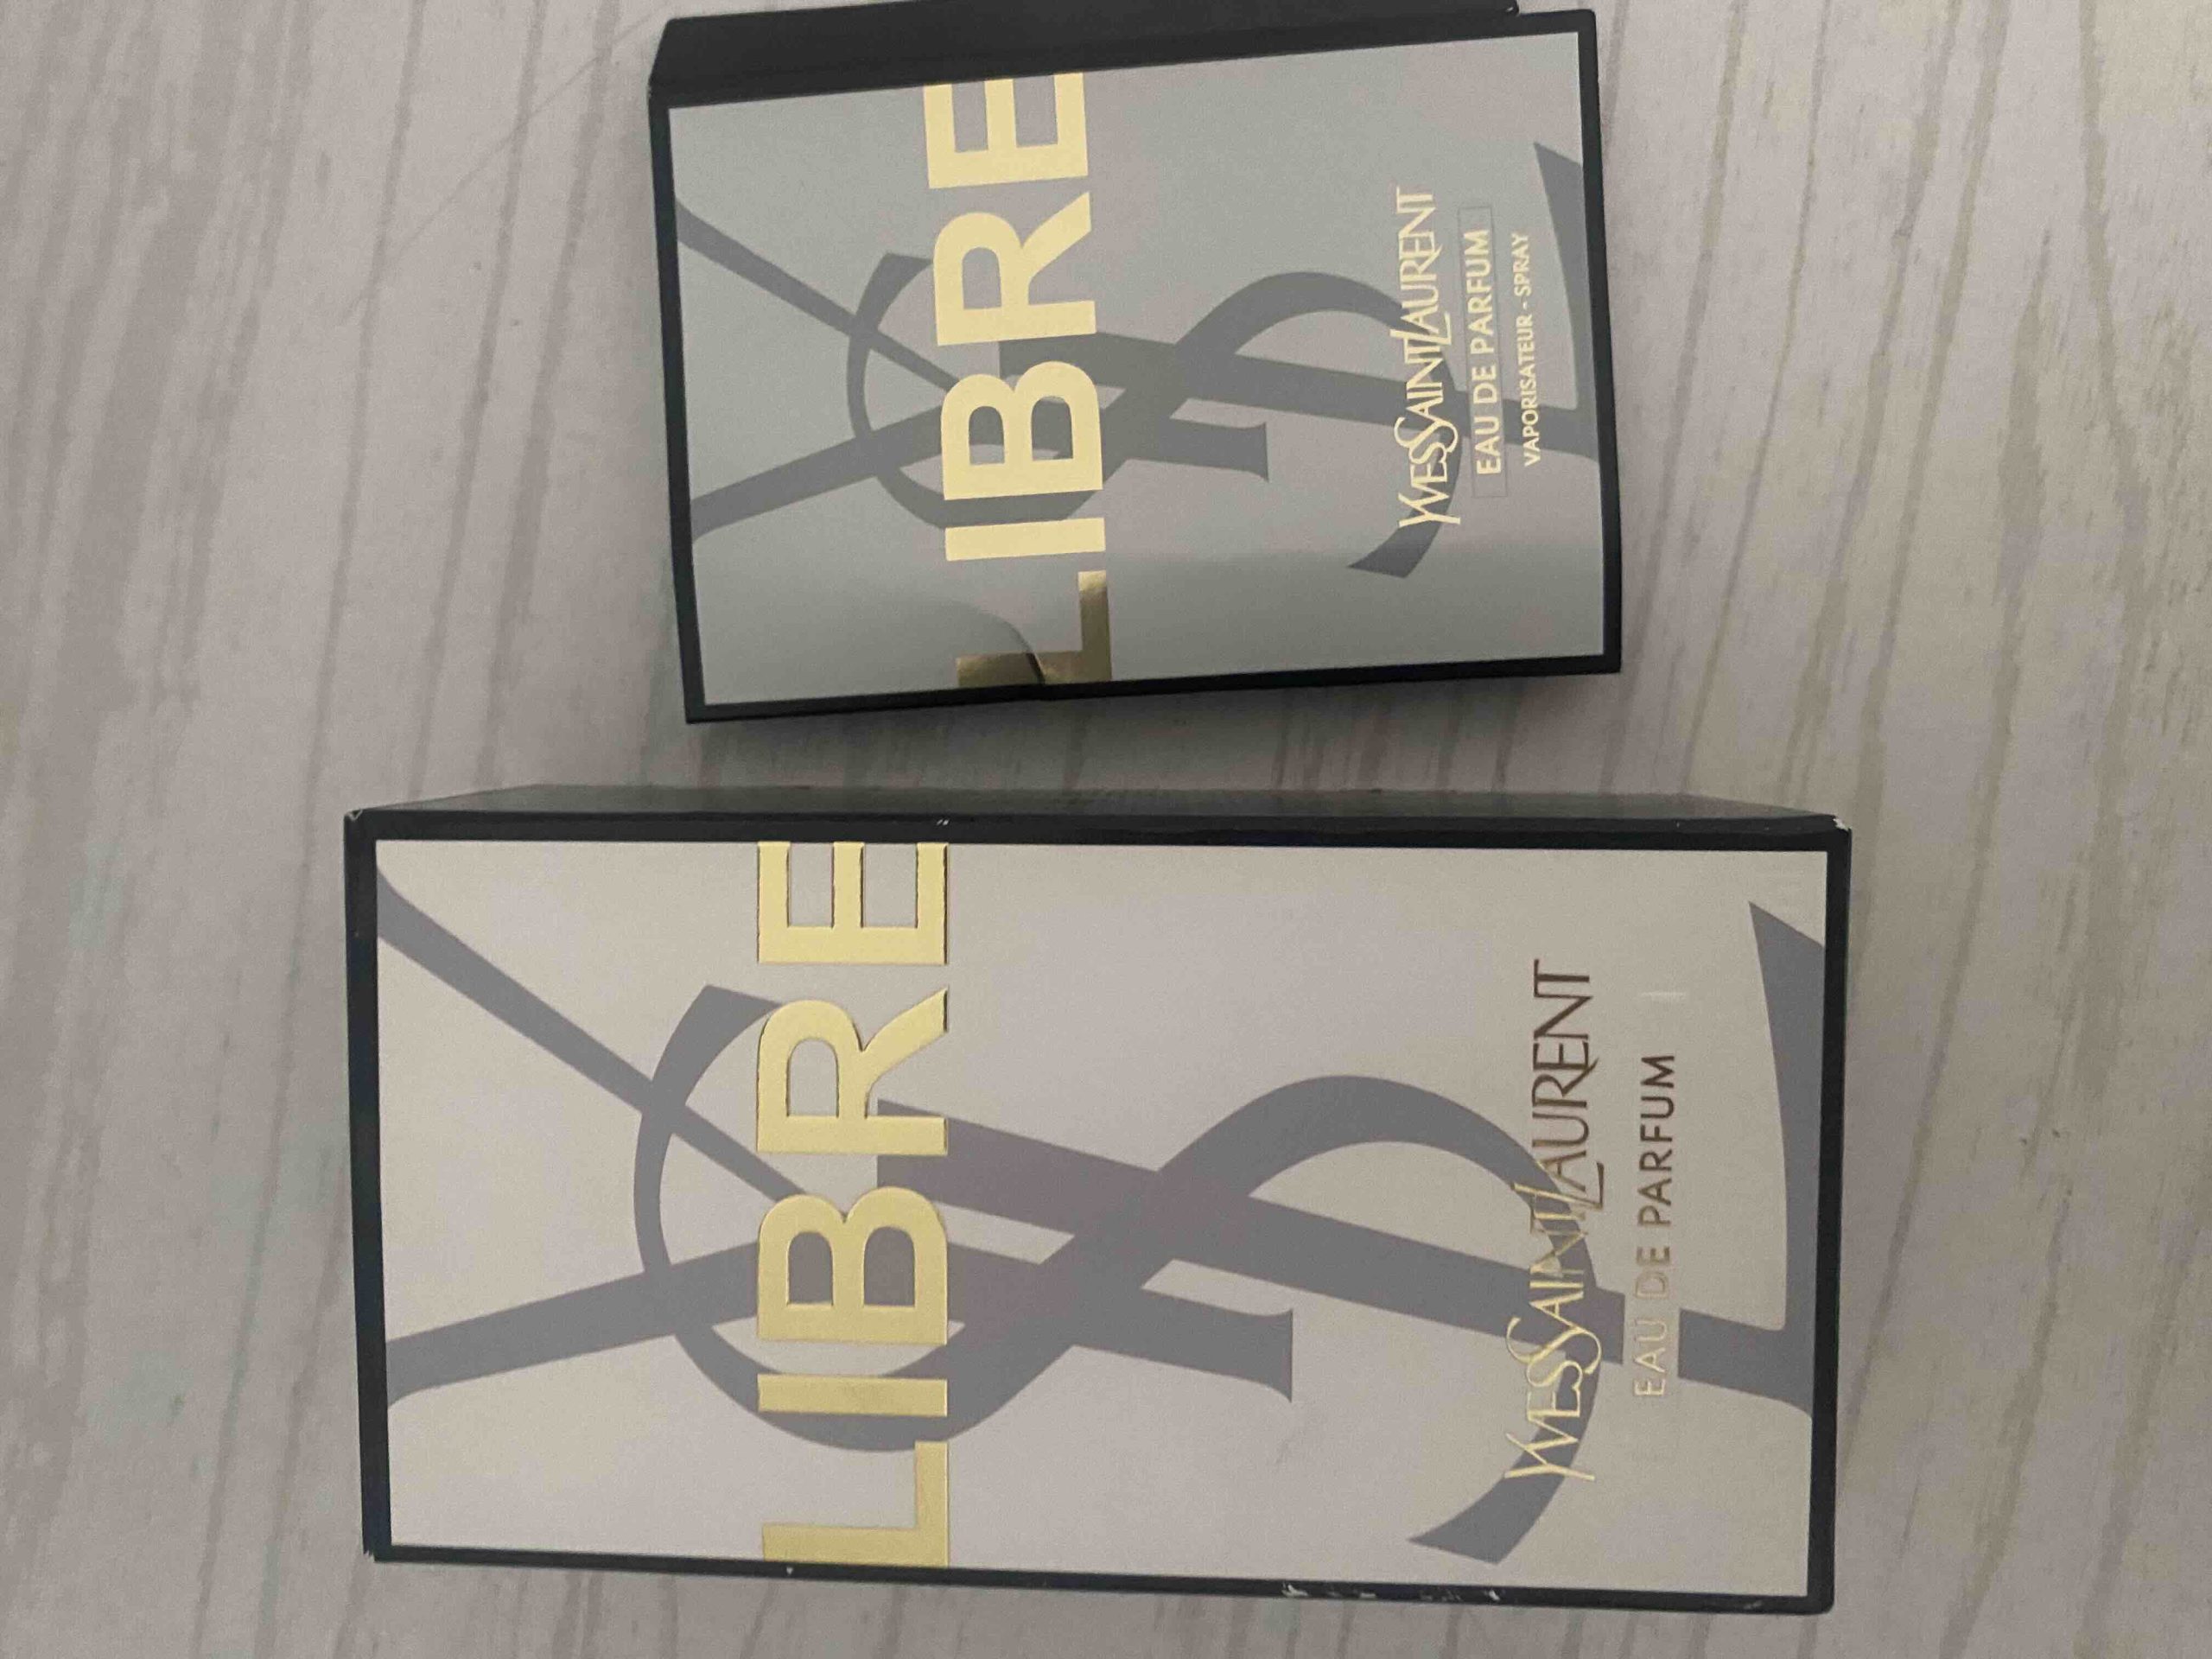 LIBRE
YVESSAINTLAURENT
EAU DE PARFUM
LIBRE
YVESSAINTLAURENT
EAU DE PARFUM
VAPORISATEUR - SPRAY